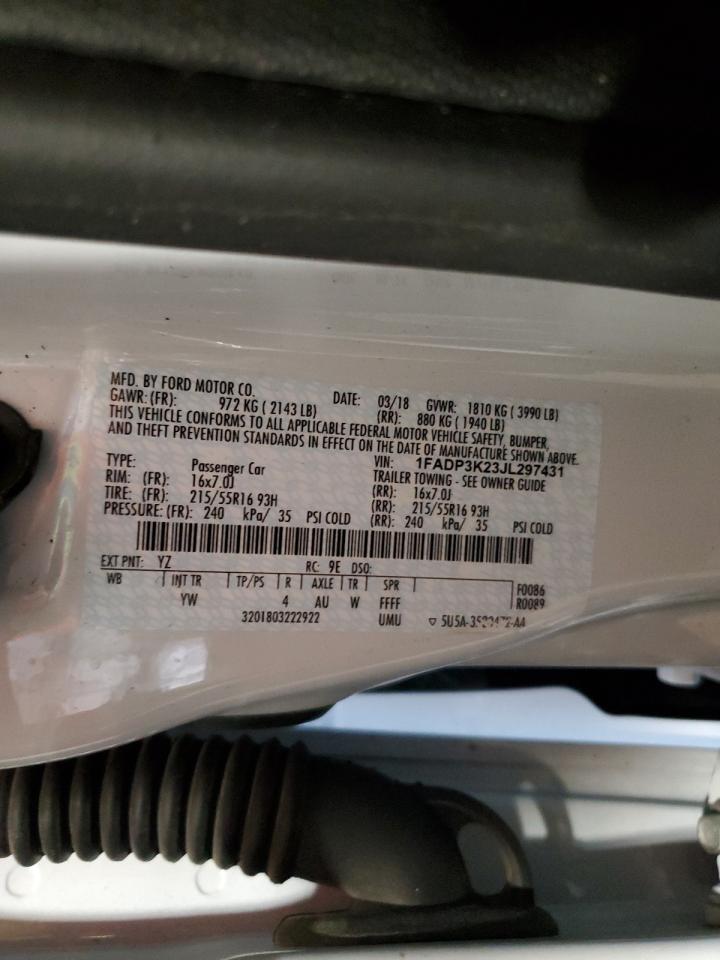 MFD. BY FORD MOTOR CO. DATE: 03/18 GVWR: 1810 KG ( 3990 LB)
GAWR: (FR): 972 KG ( 2143 LB) (RR): 880 KG ( 1940 LB)
THIS VEHICLE CONFORMS TO ALL APPLICABLE FEDERAL MOTOR VEHICLE SAFETY, BUMPER,
AND THEFT PREVENTION STANDARDS IN EFFECT ON THE DATE OF MANUFACTURE SHOWN ABOVE.
VIN: 1FADP3K23JL297431
TYPE: Passenger Car TRAILER TOWING - SEE OWNER GUIDE
RIM: (FR): 16x7.0J (RR): 16x7.0J
TIRE: (FR): 215/55R16 93H (RR): 215/55R16 93H
PRESSURE: (FR): 240 kPa/ 35 PSI COLD (RR): 240 kPa/ 35 PSI COLD
EXT PNT: YZ RC: 9E DSO:
WB INT TR TP/PS R AXLE TR SPR F0086
YW 4 AU W FFFF R0089
3201803222922 UMU